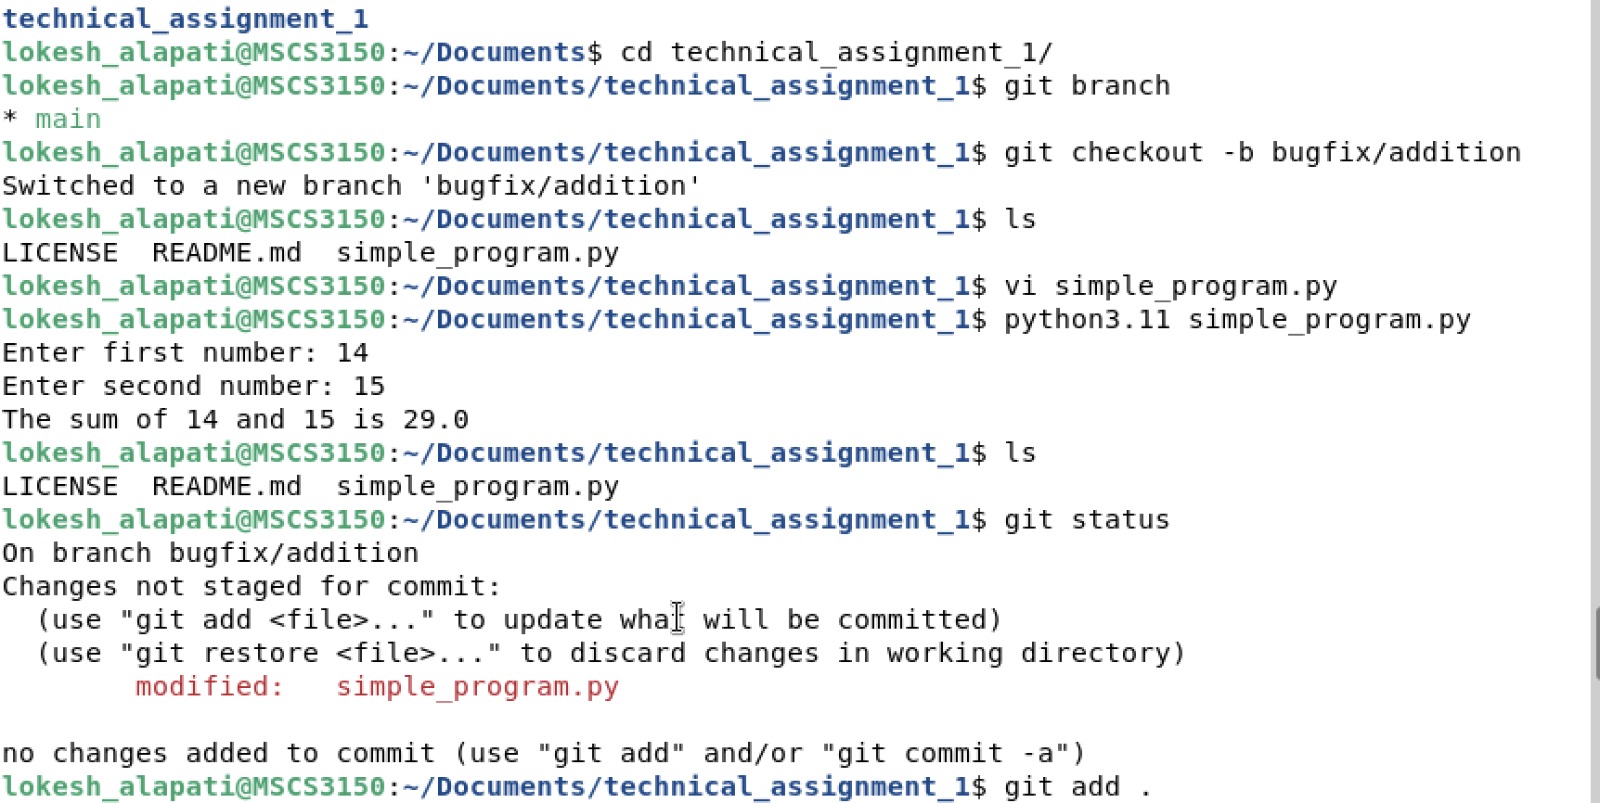 technical_assignment_1
lokesh_alapati@MSCS3150:~/Documents$ cd technical_assignment_1/
lokesh_alapati@MSCS3150:~/Documents/technical_assignment_1$ git branch
* main
lokesh_alapati@MSCS3150:~/Documents/technical_assignment_1$ git checkout -b bugfix/addition
Switched to a new branch 'bugfix/addition'
lokesh_alapati@MSCS3150:~/Documents/technical_assignment_1$ ls
LICENSE  README.md  simple_program.py
lokesh_alapati@MSCS3150:~/Documents/technical_assignment_1$ vi simple_program.py
lokesh_alapati@MSCS3150:~/Documents/technical_assignment_1$ python3.11 simple_program.py
Enter first number: 14
Enter second number: 15
The sum of 14 and 15 is 29.0
lokesh_alapati@MSCS3150:~/Documents/technical_assignment_1$ ls
LICENSE  README.md  simple_program.py
lokesh_alapati@MSCS3150:~/Documents/technical_assignment_1$ git status
On branch bugfix/addition
Changes not staged for commit:
  (use "git add <file>..." to update what will be committed)
  (use "git restore <file>..." to discard changes in working directory)
        modified:   simple_program.py

no changes added to commit (use "git add" and/or "git commit -a")
lokesh_alapati@MSCS3150:~/Documents/technical_assignment_1$ git add .